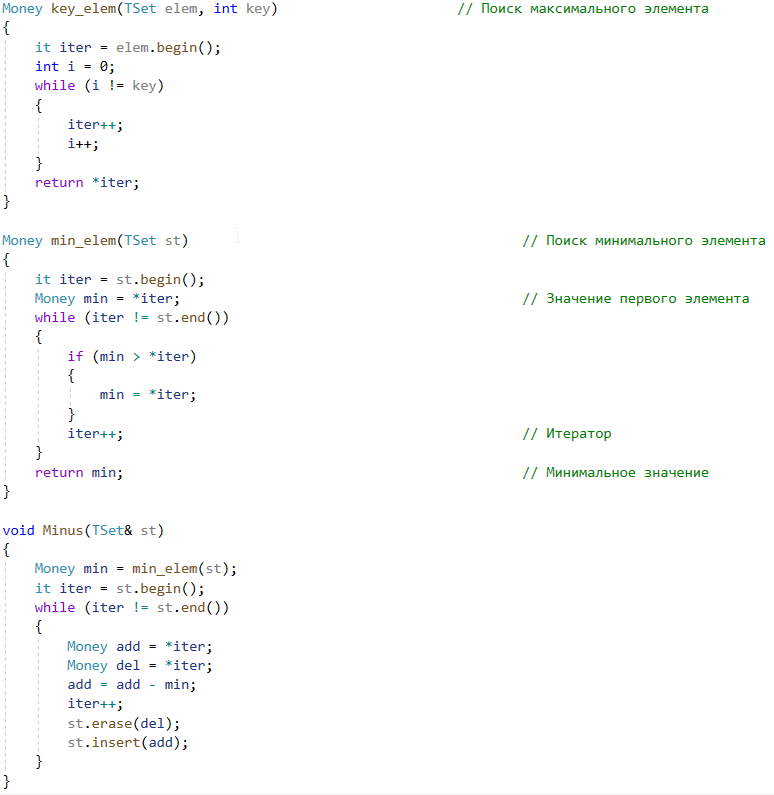 Money key_elem(TSet elem, int key) // Поиск максимального элемента
{
it iter = elem.begin();
int i = 0;
while (i != key)
{
iter++;
i++;
}
return *iter;
}
Money min_elem(TSet st) // Поиск минимального элемента
{
it iter = st.begin();
Money min = *iter; // Значение первого элемента
while (iter != st.end())
{
if (min > *iter)
{
min = *iter;
}
iter++; // Итератор
}
return min; // Минимальное значение
}
void Minus(TSet& st)
{
Money min = min_elem(st);
it iter = st.begin();
while (iter != st.end())
{
Money add = *iter;
Money del = *iter;
add = add - min;
iter++;
st.erase(del);
st.insert(add);
}
}